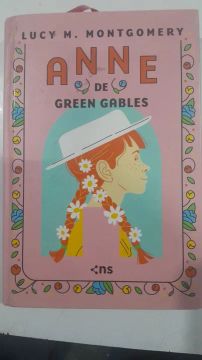 LUCY M. MONTGOMERY
ANNE
DE
GREEN GABLES
ns